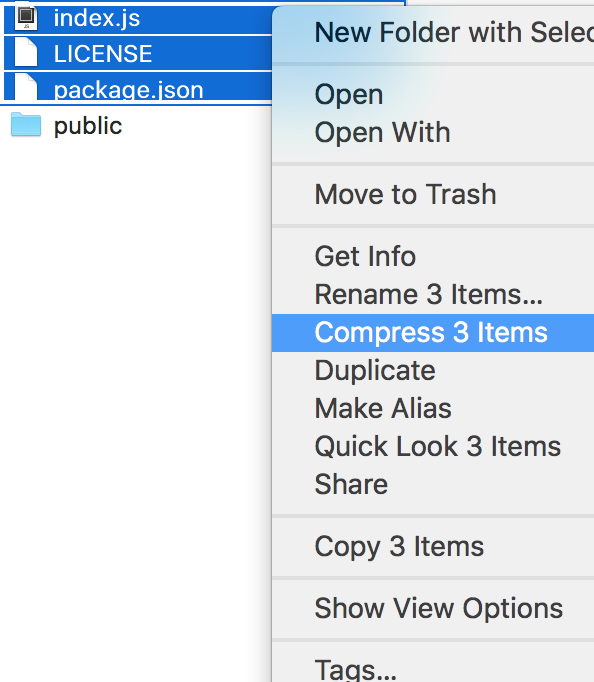 index.js
LICENSE
package.json
public
New Folder with Selec
Open
Open With
Move to Trash
Get Info
Rename 3 Items...
Compress 3 Items
Duplicate
Make Alias
Quick Look 3 Items
Share
Copy 3 Items
Show View Options
Tags...